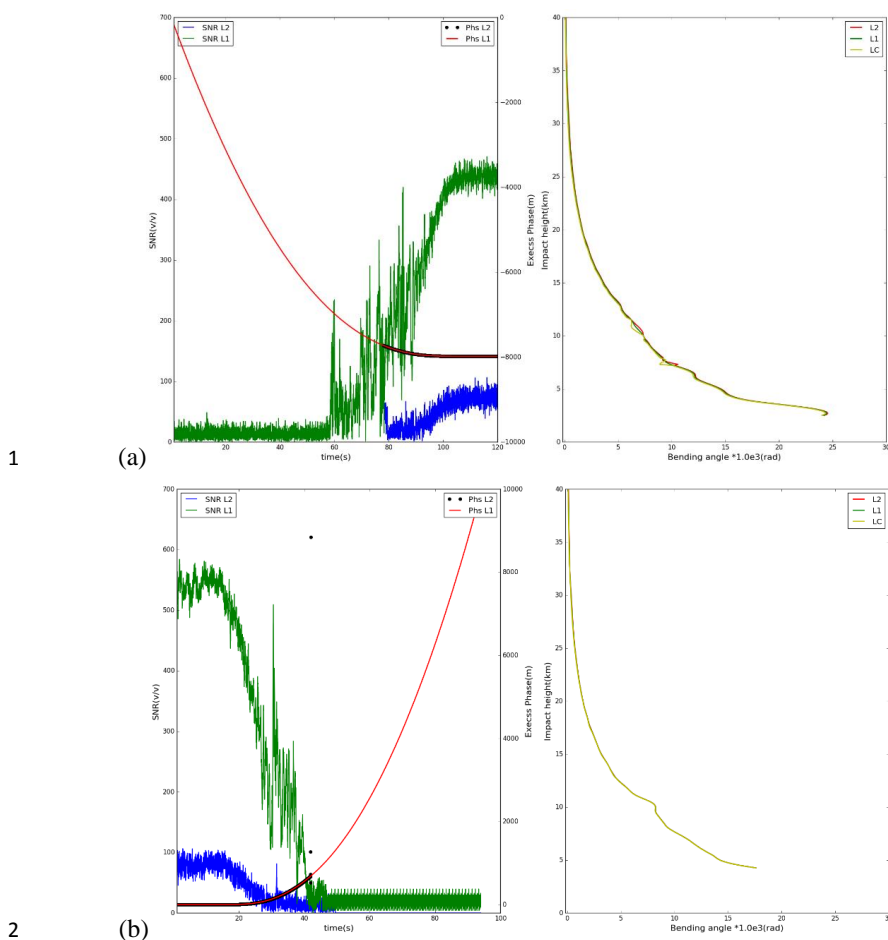 700
600
500
400
300
200
100
0
SNR(v/v)
0
20
40
60
80
100
120
time(s)
SNR L2
SNR L1
Phs L2
Phs L1
0
−2000
−4000
−6000
−8000
−10000
Execss Phase(m)
40
35
30
25
20
15
10
5
0
Impact height(km)
0
5
10
15
20
25
30
Bending angle *1.0e3(rad)
L2
L1
LC
1
(a)
700
600
500
400
300
200
100
0
SNR(v/v)
0
20
40
60
80
100
time(s)
SNR L2
SNR L1
Phs L2
Phs L1
10000
8000
6000
4000
2000
0
Execss Phase(m)
40
35
30
25
20
15
10
5
0
Impact height(km)
0
5
10
15
20
25
30
Bending angle *1.0e3(rad)
L2
L1
LC
2
(b)